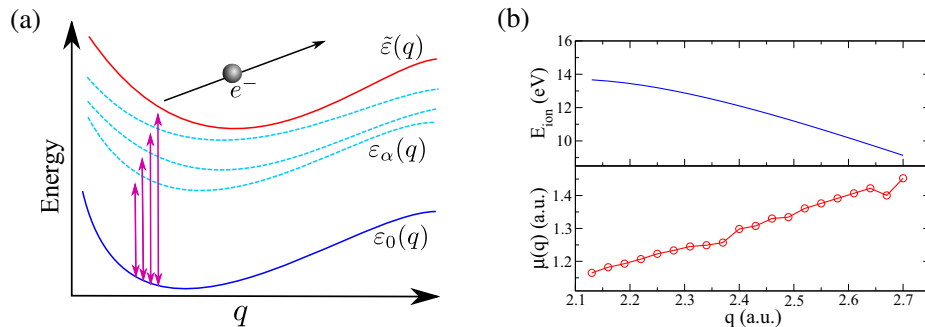 (a)
Energy
q
ε̃(q)
e⁻
ε_α(q)
ε₀(q)
(b)
E_ion (eV)
16
14
12
10
μ(q) (a.u.)
1.4
1.3
1.2
2.1 2.2 2.3 2.4 2.5 2.6 2.7
q (a.u.)